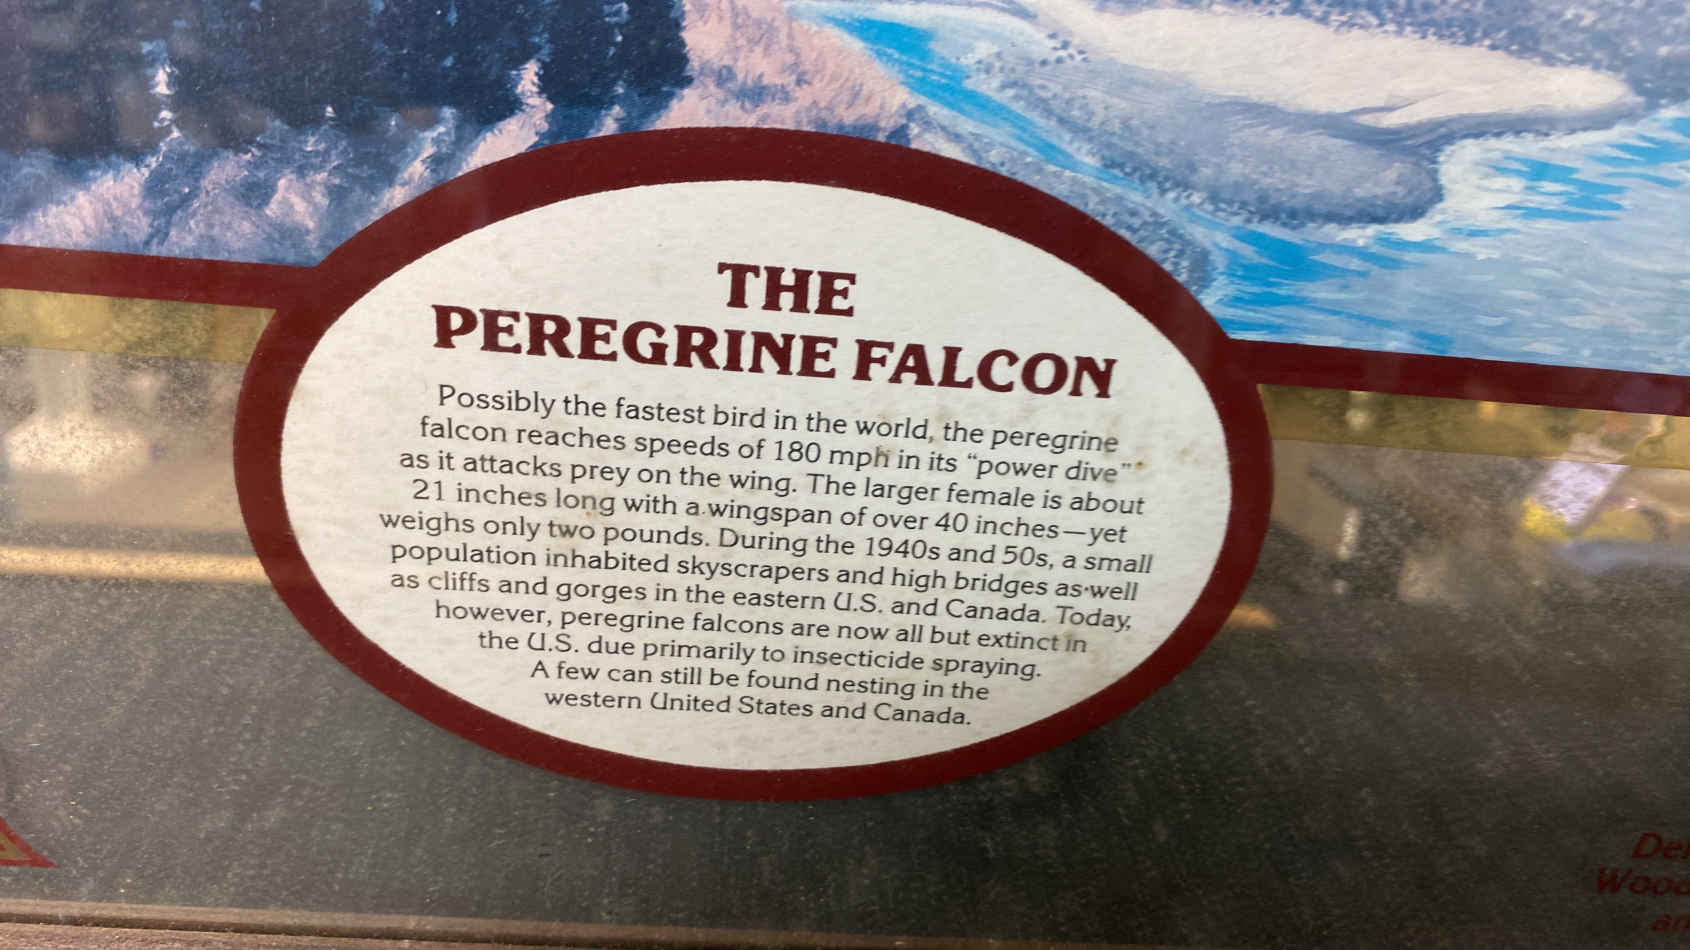 THE
PEREGRINE FALCON
Possibly the fastest bird in the world, the peregrine
falcon reaches speeds of 180 mph in its “power dive”
as it attacks prey on the wing. The larger female is about
21 inches long with a wingspan of over 40 inches—yet
weighs only two pounds. During the 1940s and 50s, a small
population inhabited skyscrapers and high bridges as well
as cliffs and gorges in the eastern U.S. and Canada. Today,
however, peregrine falcons are now all but extinct in
the U.S. due primarily to insecticide spraying.
A few can still be found nesting in the
western United States and Canada.